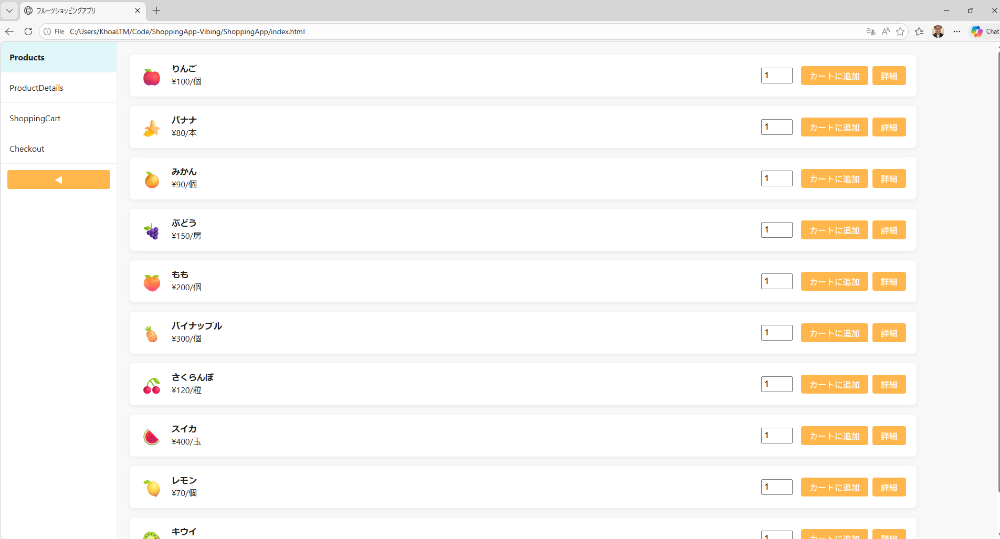 フルーツショッピングアプリ
File C:/Users/KhoaLTM/Code/ShoppingApp-Vibing/ShoppingApp/index.html
Chat
Products
ProductDetails
ShoppingCart
Checkout
りんご
¥100/個
1 カートに追加 詳細
バナナ
¥80/本
1 カートに追加 詳細
みかん
¥90/個
1 カートに追加 詳細
ぶどう
¥150/房
1 カートに追加 詳細
もも
¥200/個
1 カートに追加 詳細
パイナップル
¥300/個
1 カートに追加 詳細
さくらんぼ
¥120/粒
1 カートに追加 詳細
スイカ
¥400/玉
1 カートに追加 詳細
レモン
¥70/個
1 カートに追加 詳細
キウイ
1 カートに追加 詳細